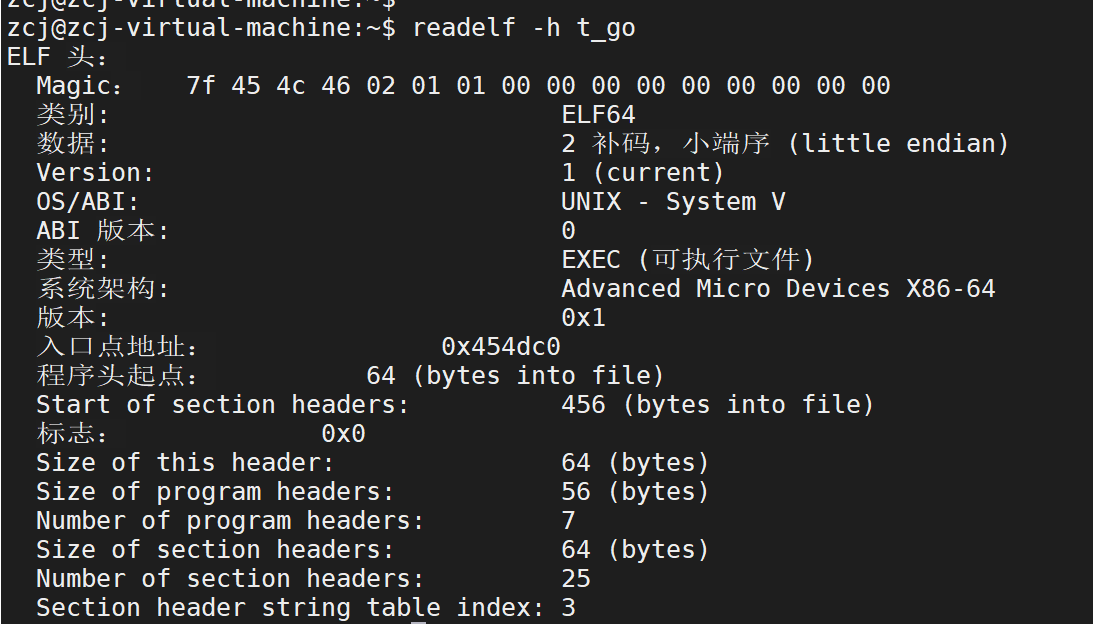 zcj@zcj-virtual-machine:~$
zcj@zcj-virtual-machine:~$ readelf -h t_go
ELF 头：
  Magic：   7f 45 4c 46 02 01 01 00 00 00 00 00 00 00 00 00
  类别:                              ELF64
  数据:                              2 补码，小端序 (little endian)
  Version:                           1 (current)
  OS/ABI:                            UNIX - System V
  ABI 版本:                          0
  类型:                              EXEC (可执行文件)
  系统架构:                          Advanced Micro Devices X86-64
  版本:                              0x1
  入口点地址：               0x454dc0
  程序头起点：          64 (bytes into file)
  Start of section headers:          456 (bytes into file)
  标志：             0x0
  Size of this header:               64 (bytes)
  Size of program headers:           56 (bytes)
  Number of program headers:         7
  Size of section headers:           64 (bytes)
  Number of section headers:         25
  Section header string table index: 3